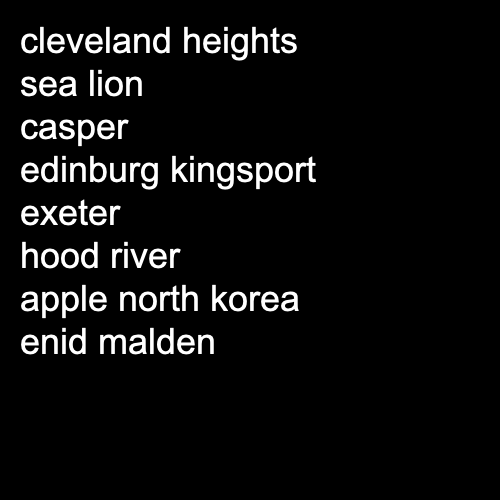 cleveland heights
sea lion
casper
edinburg kingsport
exeter
hood river
apple north korea
enid malden